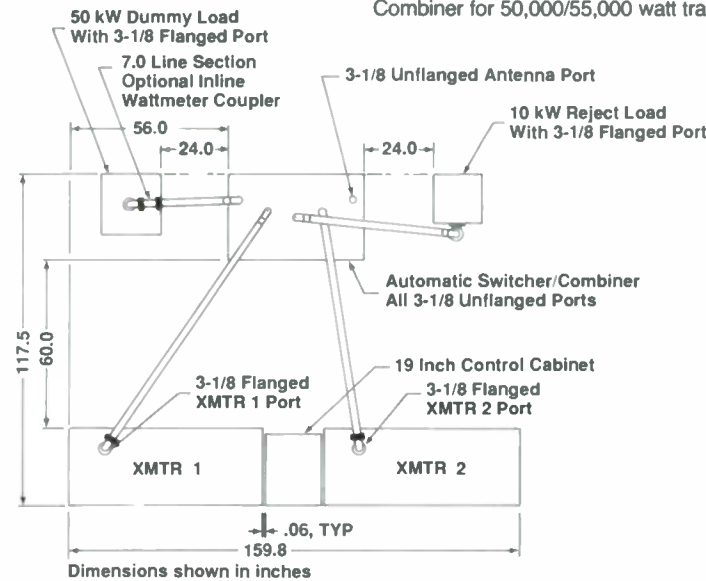 Combiner for 50,000/55,000 watt tra
50 kW Dummy Load
With 3-1/8 Flanged Port
7.0 Line Section
Optional Inline
Wattmeter Coupler
3-1/8 Unflanged Antenna Port
10 kW Reject Load
With 3-1/8 Flanged Port
56.0
24.0
24.0
Automatic Switcher/Combiner
All 3-1/8 Unflanged Ports
117.5
60.0
19 Inch Control Cabinet
3-1/8 Flanged
XMTR 1 Port
3-1/8 Flanged
XMTR 2 Port
XMTR 1
XMTR 2
.06, TYP
159.8
Dimensions shown in inches